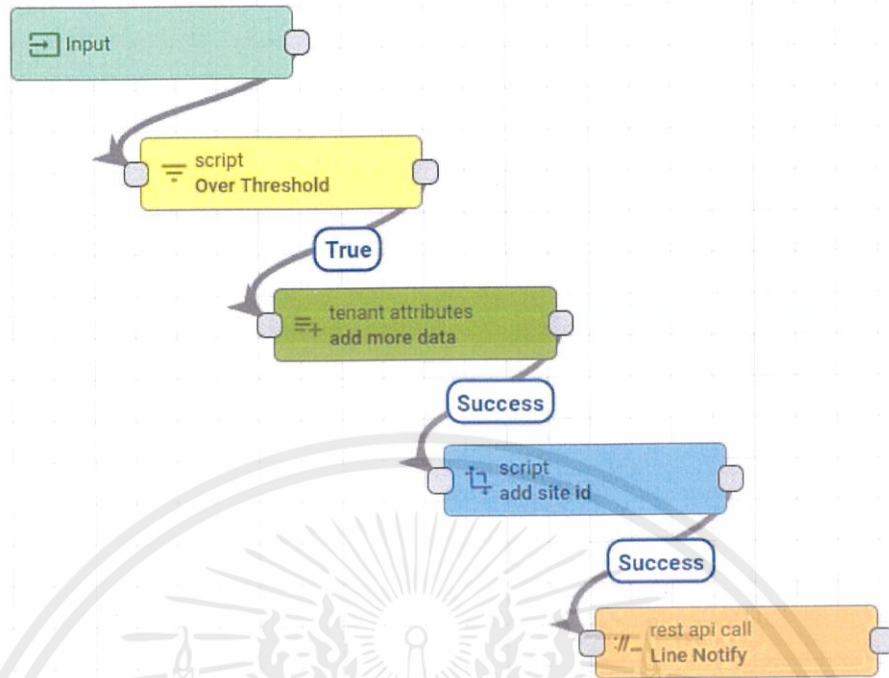 Input
script
Over Threshold
True
tenant attributes
add more data
Success
script
add site id
Success
rest api call
Line Notify